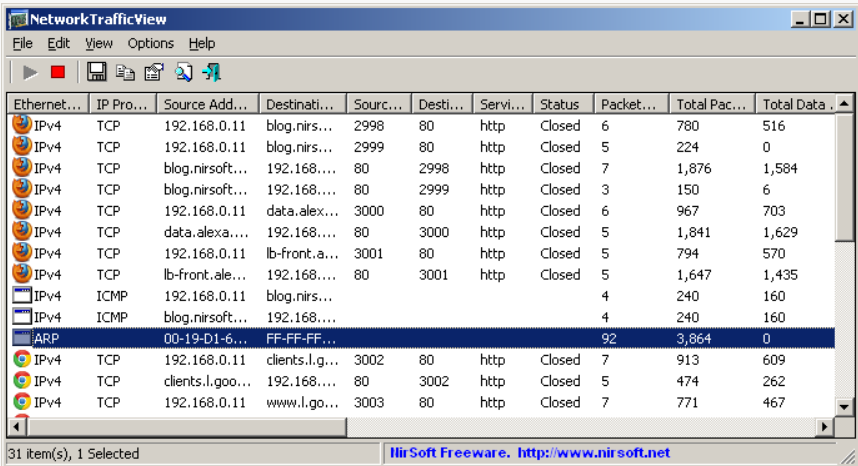 NetworkTrafficView
File Edit View Options Help
Ethernet... IP Pro... Source Add... Destinati... Sourc... Desti... Servi... Status Packet... Total Pac... Total Data .
IPv4 TCP 192.168.0.11 blog.nirs... 2998 80 http Closed 6 780 516
IPv4 TCP 192.168.0.11 blog.nirs... 2999 80 http Closed 5 224 0
IPv4 TCP blog.nirsoft... 192.168.... 80 2998 http Closed 7 1,876 1,584
IPv4 TCP blog.nirsoft... 192.168.... 80 2999 http Closed 3 150 6
IPv4 TCP 192.168.0.11 data.alex... 3000 80 http Closed 6 967 703
IPv4 TCP data.alexa.... 192.168.... 80 3000 http Closed 5 1,841 1,629
IPv4 TCP 192.168.0.11 lb-front.a... 3001 80 http Closed 5 794 570
IPv4 TCP lb-front.ale... 192.168.... 80 3001 http Closed 5 1,647 1,435
IPv4 ICMP 192.168.0.11 blog.nirs... 4 240 160
IPv4 ICMP blog.nirsoft... 192.168.... 4 240 160
ARP 00-19-D1-6... FF-FF-FF... 92 3,864 0
IPv4 TCP 192.168.0.11 clients.l.g... 3002 80 http Closed 7 913 609
IPv4 TCP clients.l.goo... 192.168.... 80 3002 http Closed 5 474 262
IPv4 TCP 192.168.0.11 www.l.go... 3003 80 http Closed 7 771 467
31 item(s), 1 Selected NirSoft Freeware. http://www.nirsoft.net